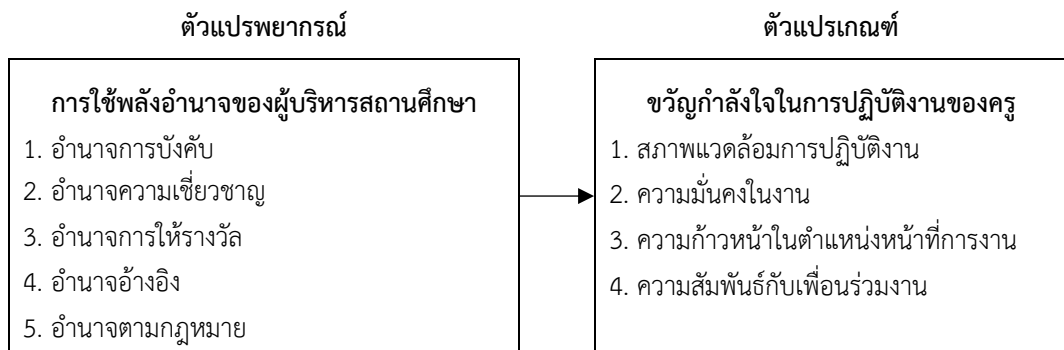 ตัวแปรพยากรณ์
การใช้พลังอำนาจของผู้บริหารสถานศึกษา
1. อำนาจการบังคับ
2. อำนาจความเชี่ยวชาญ
3. อำนาจการให้รางวัล
4. อำนาจอ้างอิง
5. อำนาจตามกฎหมาย
ตัวแปรเกณฑ์
ขวัญกำลังใจในการปฏิบัติงานของครู
1. สภาพแวดล้อมการปฏิบัติงาน
2. ความมั่นคงในงาน
3. ความก้าวหน้าในตำแหน่งหน้าที่การงาน
4. ความสัมพันธ์กับเพื่อนร่วมงาน